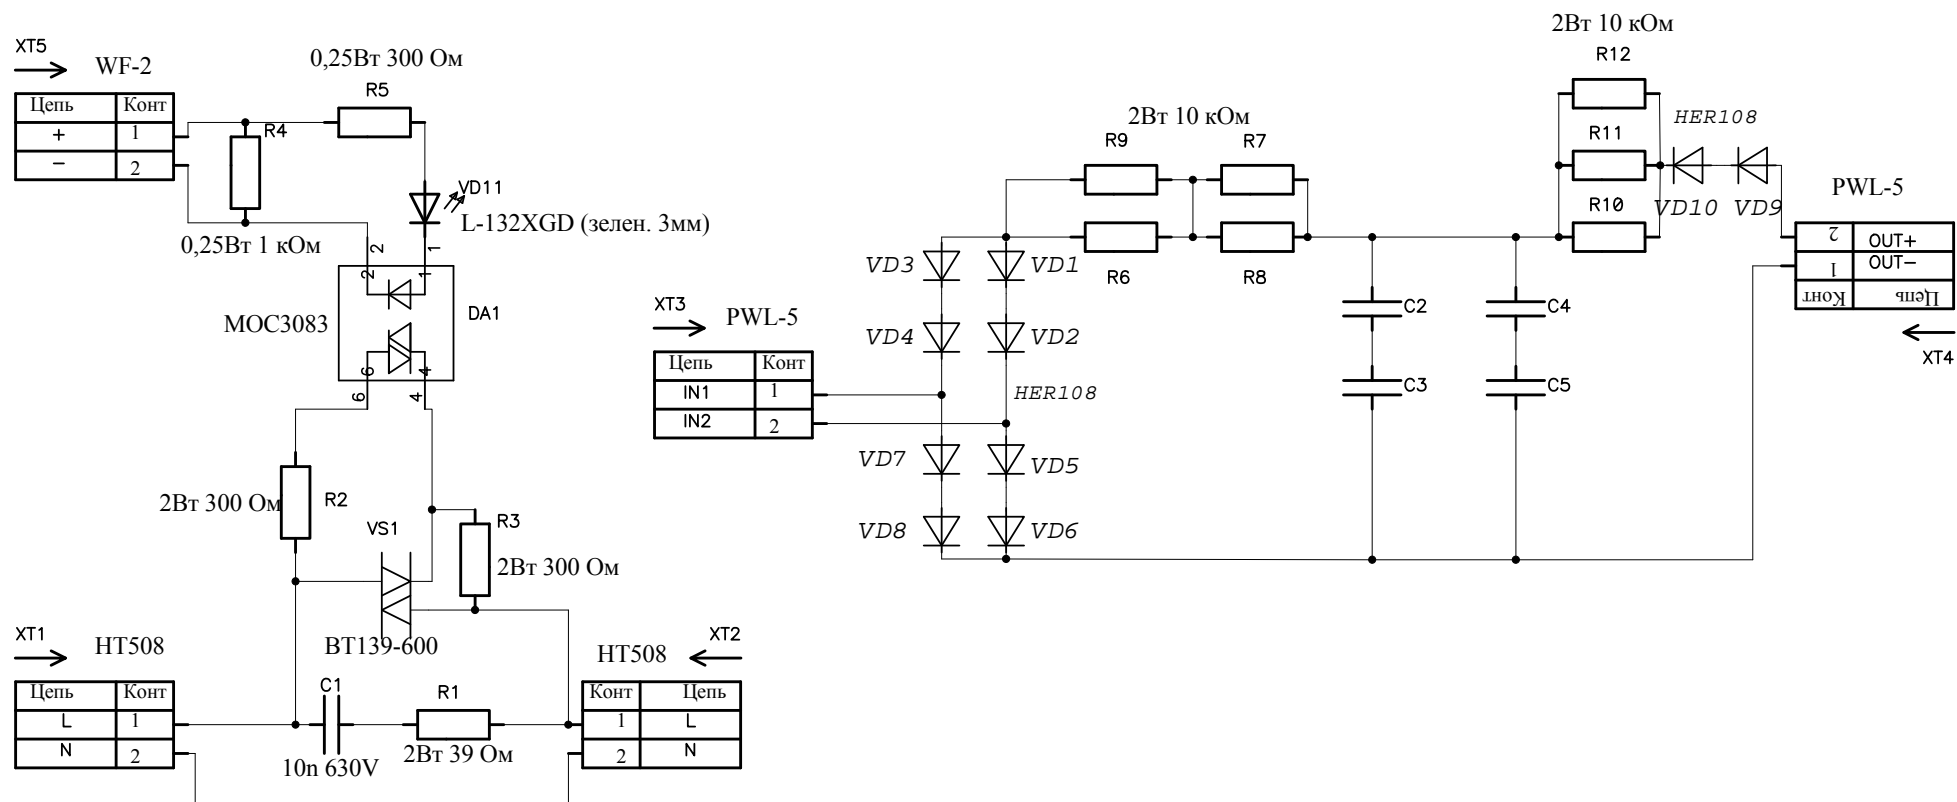 XT5
WF-2
Цепь Конт
+ 1
− 2
0,25Вт 300 Ом
R5
R4
VD11
L-132XGD (зелен. 3мм)
0,25Вт 1 кОм
2
1
2 1
MOC3083
DA1
6 4
6
4
R2
2Вт 300 Ом
VS1
R3
2Вт 300 Ом
BT139-600
XT1
HT508
Цепь Конт
L 1
N 2
C1
10n 630V
R1
2Вт 39 Ом
HT508
XT2
Конт Цепь
1 L
2 N
XT3
PWL-5
Цепь Конт
IN1 1
IN2 2
VD3 VD1
VD4 VD2
HER108
VD7 VD5
VD8 VD6
2Вт 10 кОм
R9 R7
R6 R8
C2 C4
C3 C5
2Вт 10 кОм
R12
R11
R10
HER108
VD10 VD9
PWL-5
2 OUT+
1 OUT−
Конт Цепь
XT4